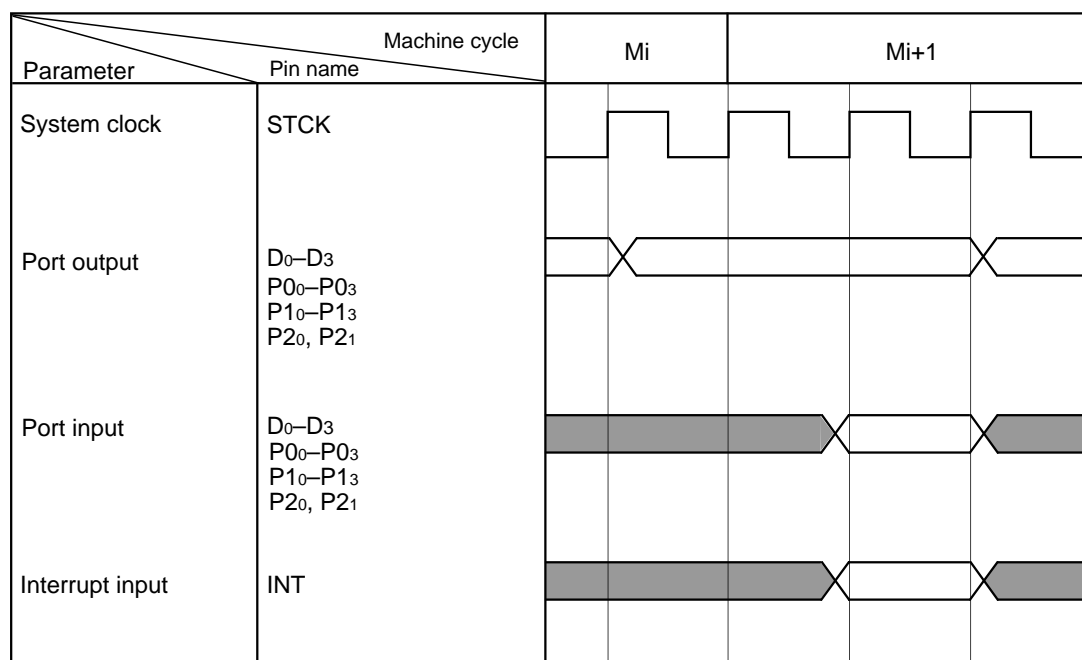 Machine cycle
Parameter
Pin name
Mi
Mi+1
System clock
STCK
Port output
D0–D3
P00–P03
P10–P13
P20, P21
Port input
D0–D3
P00–P03
P10–P13
P20, P21
Interrupt input
INT